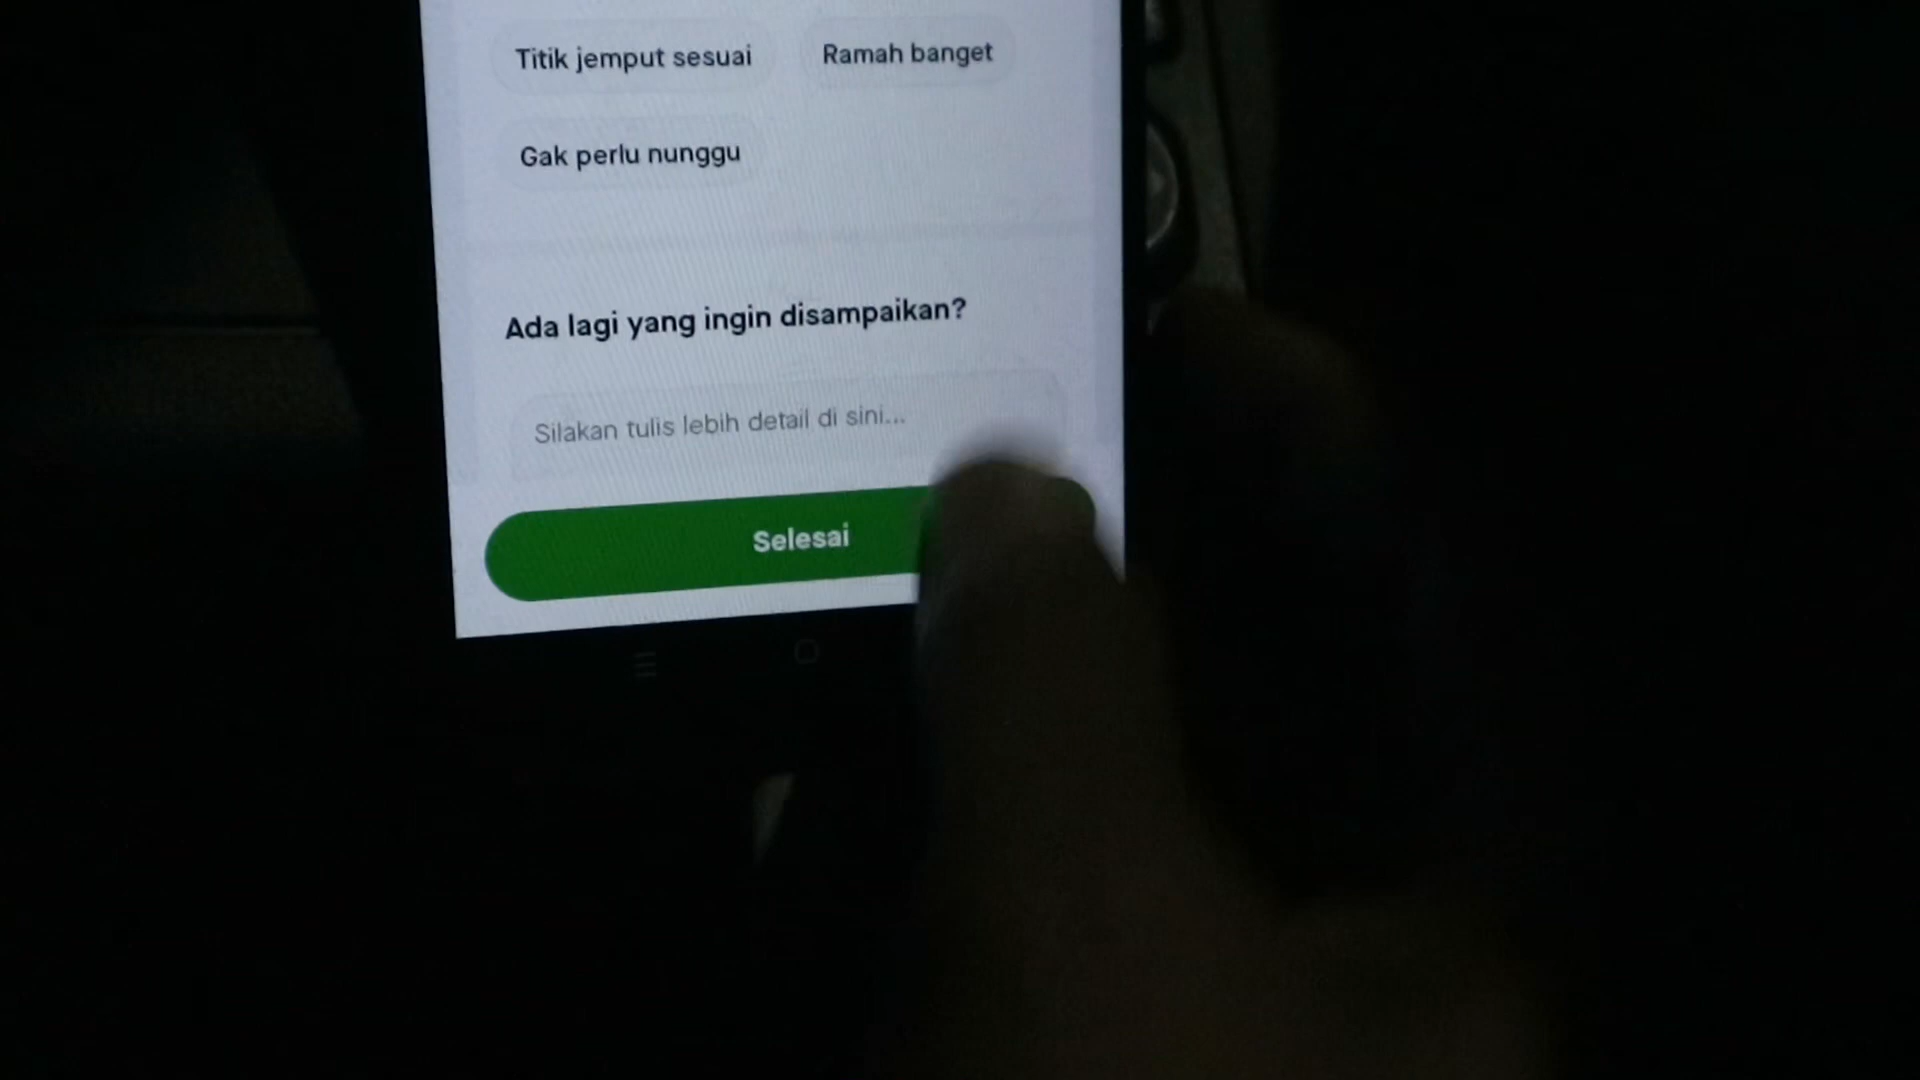 Titik jemput sesuai
Ramah banget
Gak perlu nunggu
Ada lagi yang ingin disampaikan?
Silakan tulis lebih detail di sini...
Selesai